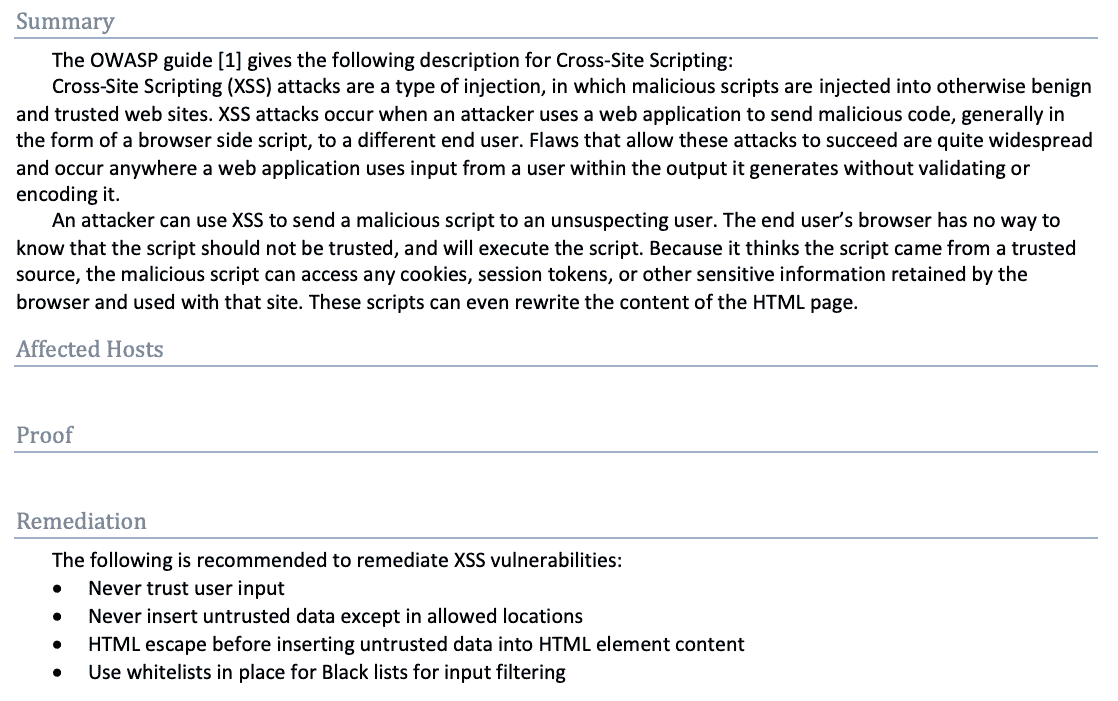 Summary
The OWASP guide [1] gives the following description for Cross-Site Scripting:
Cross-Site Scripting (XSS) attacks are a type of injection, in which malicious scripts are injected into otherwise benign
and trusted web sites. XSS attacks occur when an attacker uses a web application to send malicious code, generally in
the form of a browser side script, to a different end user. Flaws that allow these attacks to succeed are quite widespread
and occur anywhere a web application uses input from a user within the output it generates without validating or
encoding it.
An attacker can use XSS to send a malicious script to an unsuspecting user. The end user’s browser has no way to
know that the script should not be trusted, and will execute the script. Because it thinks the script came from a trusted
source, the malicious script can access any cookies, session tokens, or other sensitive information retained by the
browser and used with that site. These scripts can even rewrite the content of the HTML page.
Affected Hosts
Proof
Remediation
The following is recommended to remediate XSS vulnerabilities:
• Never trust user input
• Never insert untrusted data except in allowed locations
• HTML escape before inserting untrusted data into HTML element content
• Use whitelists in place for Black lists for input filtering